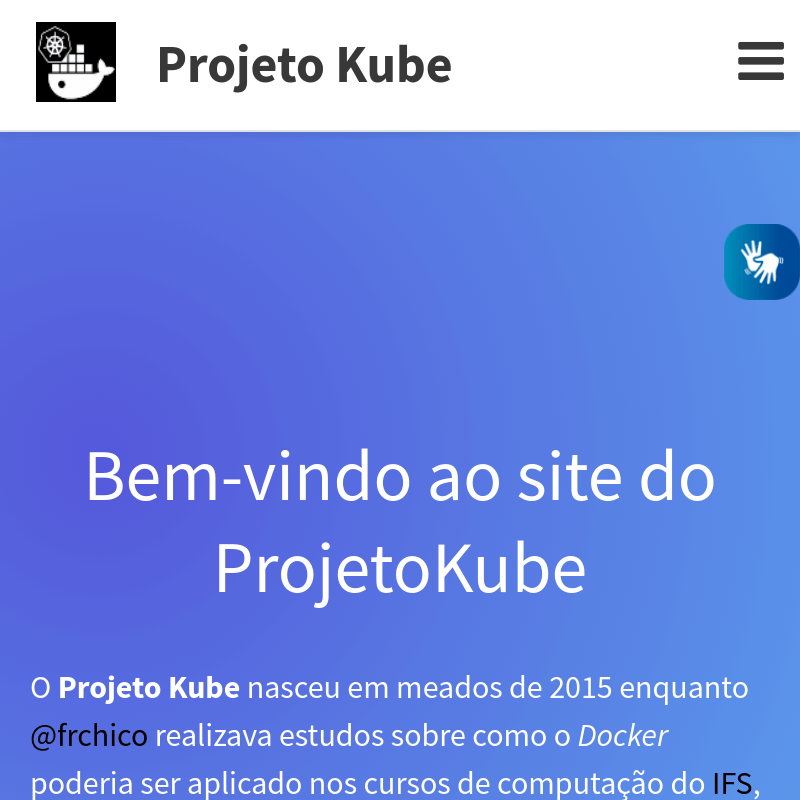 Projeto Kube
Bem-vindo ao site do
ProjetoKube
O Projeto Kube nasceu em meados de 2015 enquanto
@frchico realizava estudos sobre como o Docker
poderia ser aplicado nos cursos de computação do IFS,